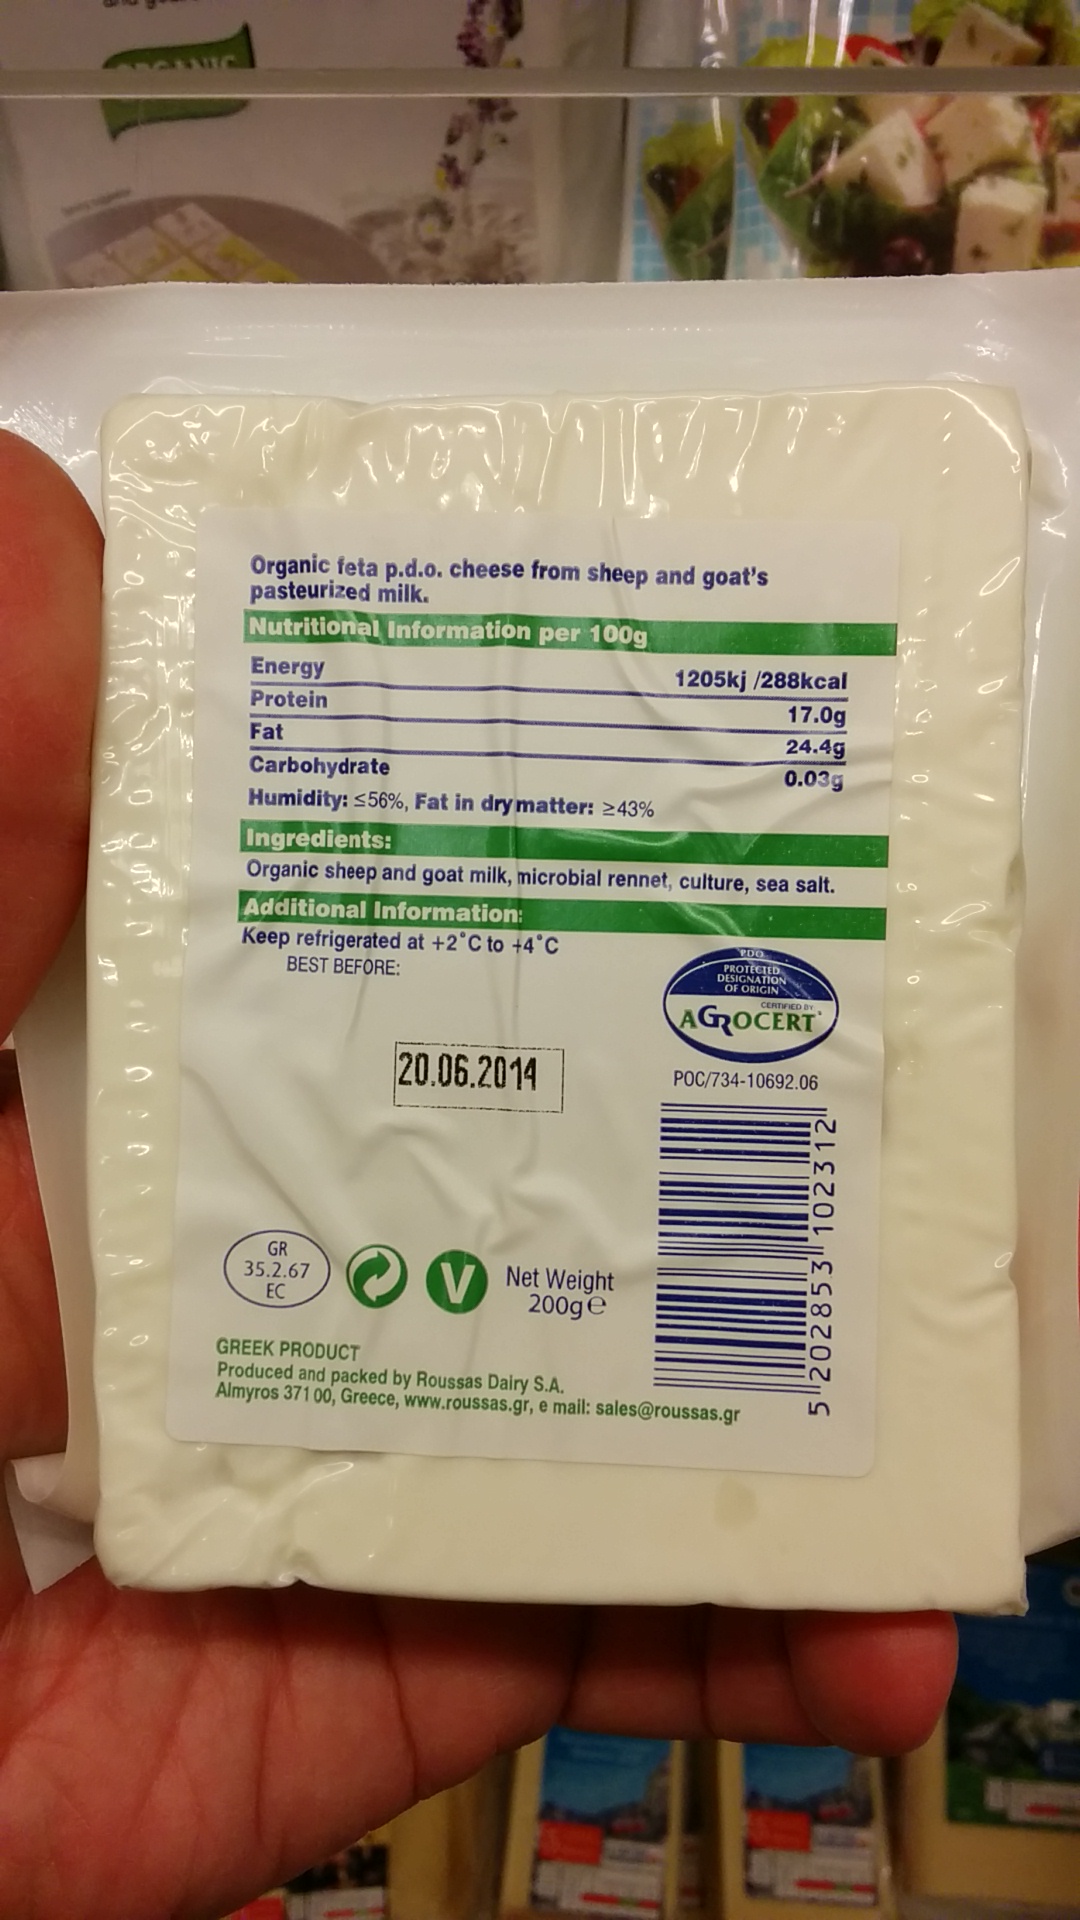 ORGANIC
Organic feta p.d.o. cheese from sheep and goat's
pasteurized milk.
Nutritional Information per 100g
Energy 1205kj /288kcal
Protein 17.0g
Fat 24.4g
Carbohydrate 0.03g
Humidity: ≤56%, Fat in dry matter: ≥43%
Ingredients:
Organic sheep and goat milk, microbial rennet, culture, sea salt.
Additional Information:
Keep refrigerated at +2°C to +4°C
BEST BEFORE:
20.06.2014
PDO
PROTECTED
DESIGNATION
OF ORIGIN
CERTIFIED BY:
AGROCERT
POC/734-10692.06
5 202853 102312
GR
35.2.67
EC
V
Net Weight
200g e
GREEK PRODUCT
Produced and packed by Roussas Dairy S.A.
Almyros 371 00, Greece, www.roussas.gr, e mail: sales@roussas.gr